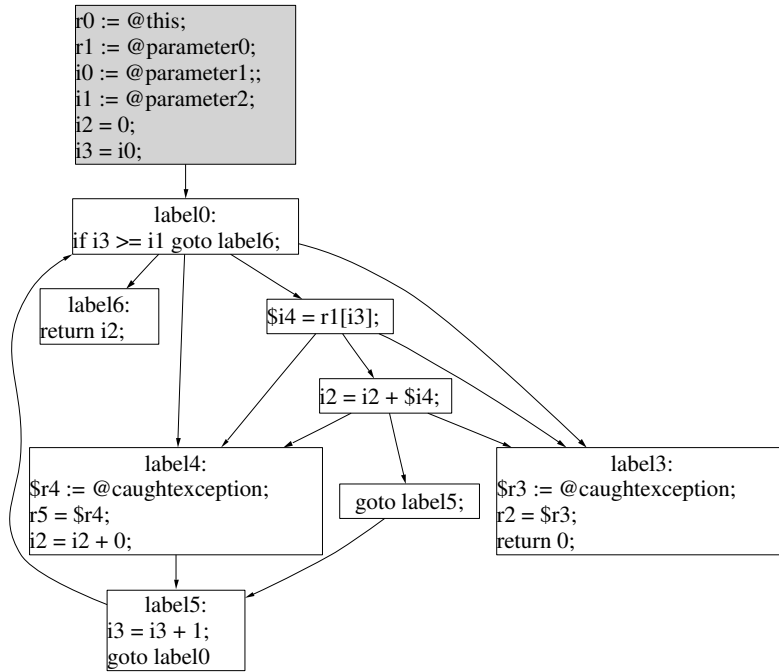 r0 := @this;
r1 := @parameter0;
i0 := @parameter1;;
i1 := @parameter2;
i2 = 0;
i3 = i0;
label0:
if i3 >= i1 goto label6;
label6:
return i2;
$i4 = r1[i3];
i2 = i2 + $i4;
label4:
$r4 := @caughtexception;
r5 = $r4;
i2 = i2 + 0;
goto label5;
label3:
$r3 := @caughtexception;
r2 = $r3;
return 0;
label5:
i3 = i3 + 1;
goto label0